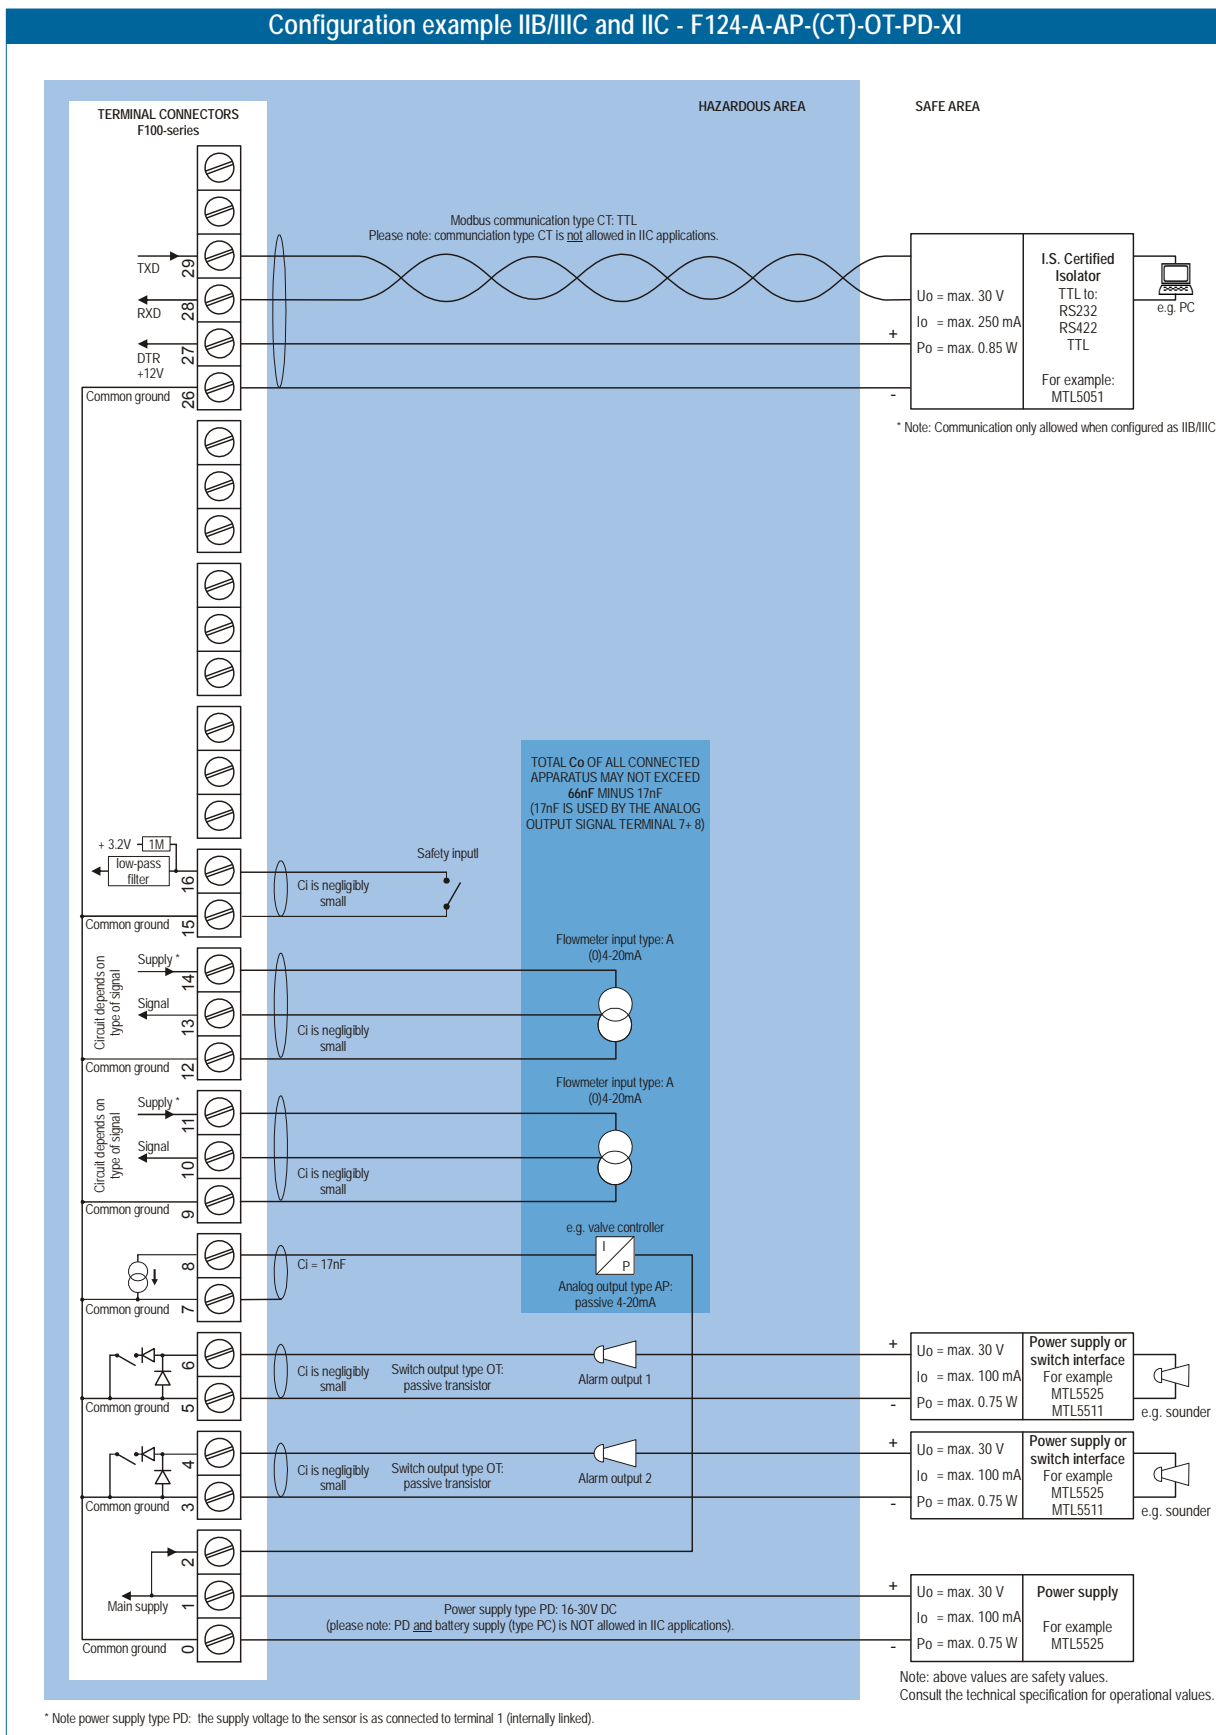 Configuration example IIB/IIIC and IIC - F124-A-AP-(CT)-OT-PD-XI
TERMINAL CONNECTORS
F100-series
HAZARDOUS AREA
SAFE AREA
Modbus communication type CT: TTL
Please note: communciation type CT is not allowed in IIC applications.
TXD
29
RXD
28
DTR
+12V
27
Common ground
26
+
-
Uo = max. 30 V
Io = max. 250 mA
Po = max. 0.85 W
I.S. Certified
Isolator
TTL to:
RS232
RS422
TTL
For example:
MTL5051
e.g. PC
* Note: Communication only allowed when configured as IIB/IIIC
TOTAL Co OF ALL CONNECTED
APPARATUS MAY NOT EXCEED
66nF MINUS 17nF
(17nF IS USED BY THE ANALOG
OUTPUT SIGNAL TERMINAL 7+ 8)
+ 3.2V
1M
low-pass
filter
16
Common ground
15
Ci is negligibly
small
Safety inputl
Circuit depends on
type of signal
Supply *
14
Signal
13
Common ground
12
Ci is negligibly
small
Flowmeter input type: A
(0)4-20mA
Circuit depends on
type of signal
Supply *
11
Signal
10
Common ground
9
Ci is negligibly
small
Flowmeter input type: A
(0)4-20mA
8
Common ground
7
Ci = 17nF
e.g. valve controller
I
P
Analog output type AP:
passive 4-20mA
6
Common ground
5
Ci is negligibly
small
Switch output type OT:
passive transistor
Alarm output 1
+
-
Uo = max. 30 V
Io = max. 100 mA
Po = max. 0.75 W
Power supply or
switch interface
For example
MTL5525
MTL5511
e.g. sounder
4
Common ground
3
Ci is negligibly
small
Switch output type OT:
passive transistor
Alarm output 2
+
-
Uo = max. 30 V
Io = max. 100 mA
Po = max. 0.75 W
Power supply or
switch interface
For example
MTL5525
MTL5511
e.g. sounder
2
Main supply
1
Common ground
0
Power supply type PD: 16-30V DC
(please note: PD and battery supply (type PC) is NOT allowed in IIC applications).
+
-
Uo = max. 30 V
Io = max. 100 mA
Po = max. 0.75 W
Power supply
For example
MTL5525
Note: above values are safety values.
Consult the technical specification for operational values.
* Note power supply type PD: the supply voltage to the sensor is as connected to terminal 1 (internally linked).